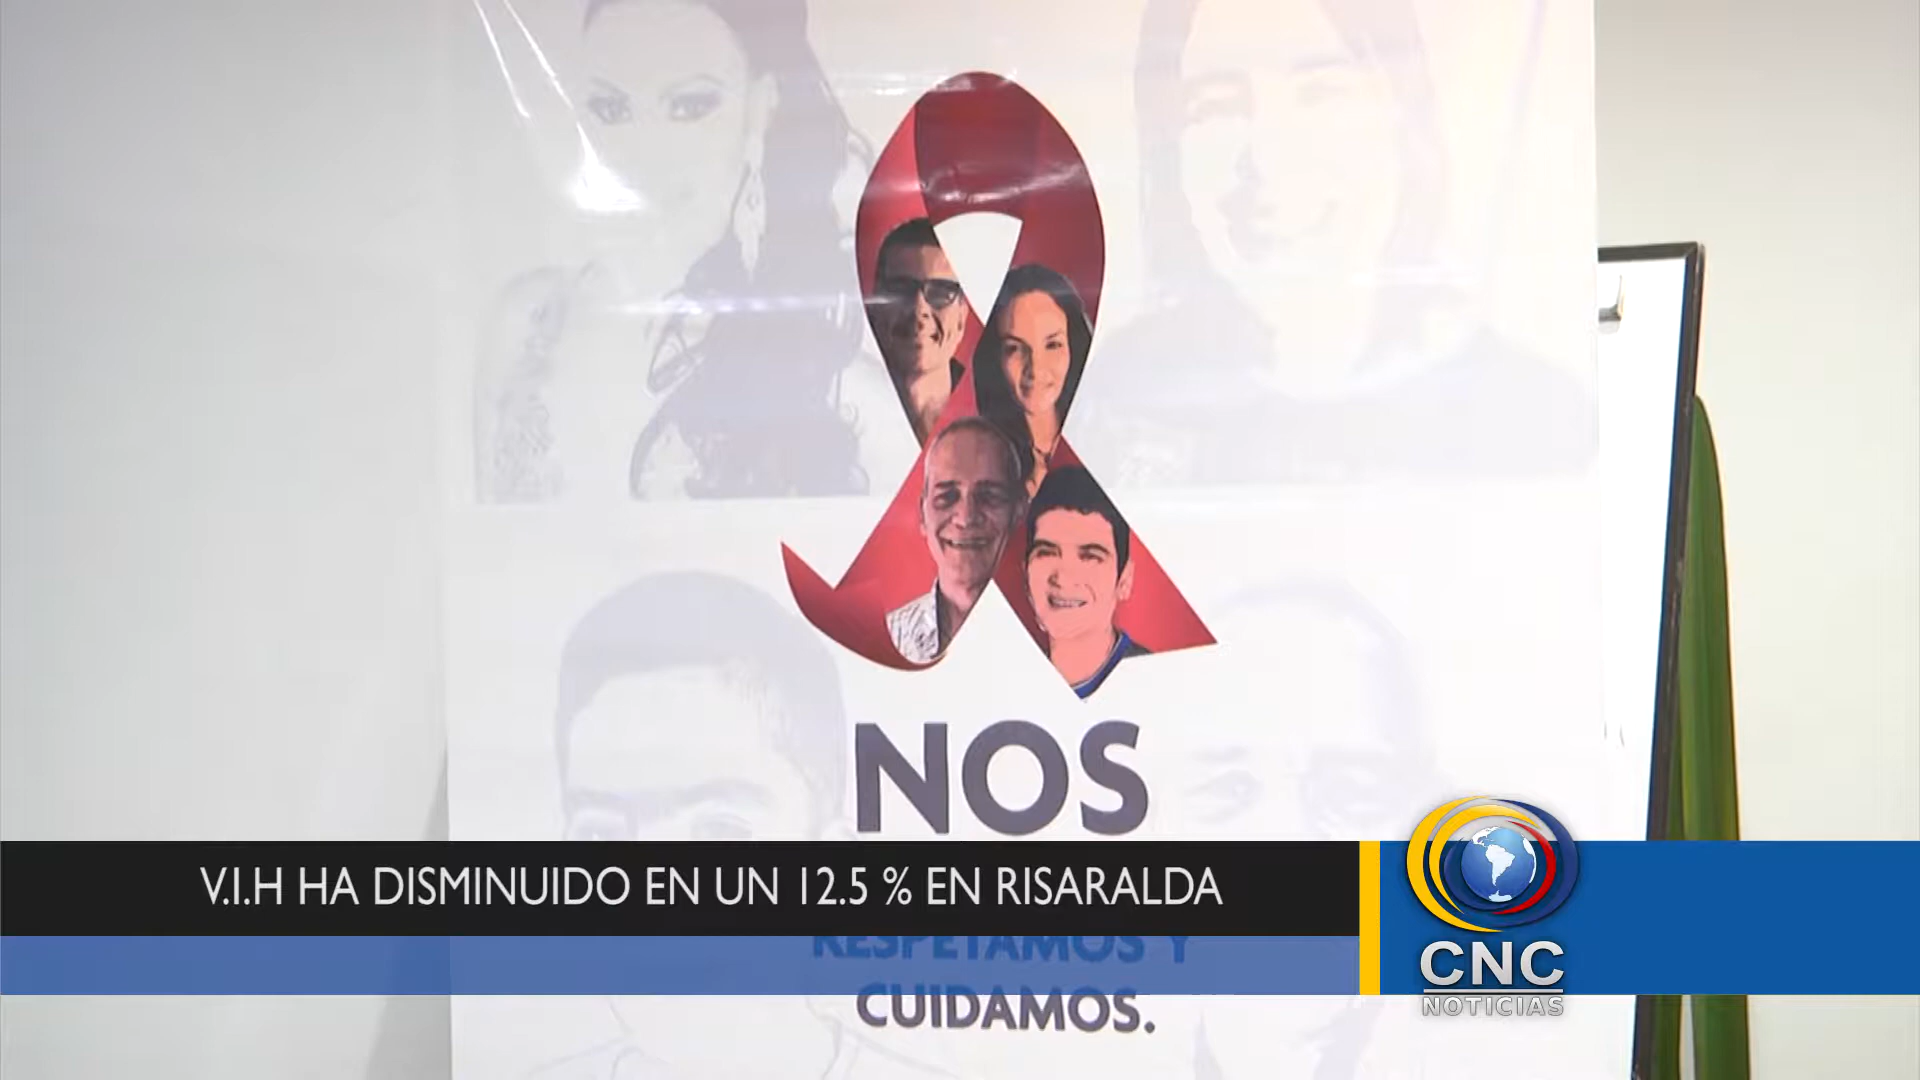 NOS
V.I.H HA DISMINUIDO EN UN 12.5 % EN RISARALDA
RESPETAMOS Y
CUIDAMOS.
CNC
NOTICIAS